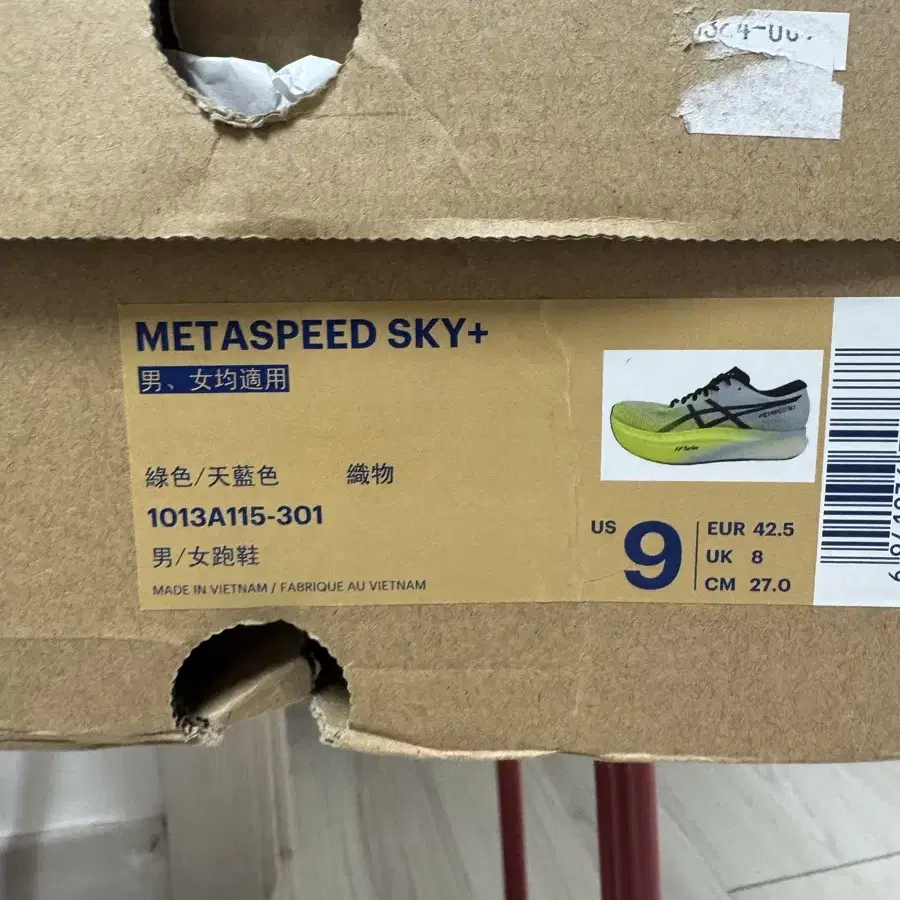 METASPEED SKY+
男、女均適用
綠色/天藍色 織物
1013A115-301
男/女跑鞋
MADE IN VIETNAM / FABRIQUE AU VIETNAM
US 9
EUR 42.5
UK 8
CM 27.0